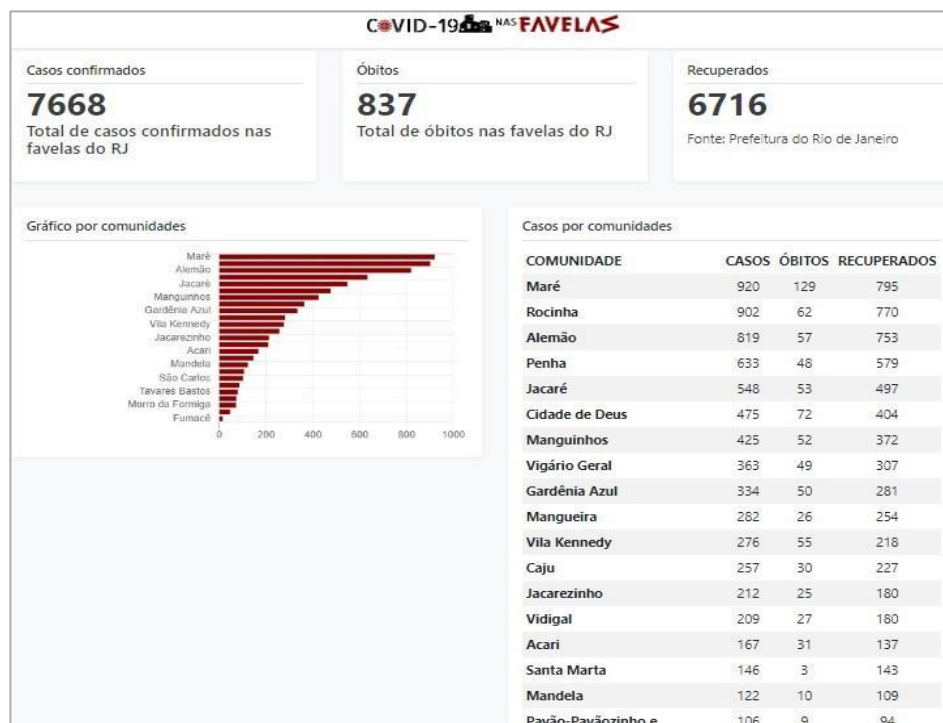 COVID-19 NAS FAVELAS
Casos confirmados
7668
Total de casos confirmados nas
favelas do RJ
Óbitos
837
Total de óbitos nas favelas do RJ
Recuperados
6716
Fonte: Prefeitura do Rio de Janeiro
Gráfico por comunidades
Maré
Alemão
Jacaré
Manguinhos
Gardênia Azul
Vila Kennedy
Jacarezinho
Acari
Mandela
São Carlos
Tavares Bastos
Morro da Formiga
Fumacê
0 200 400 600 800 1000
Casos por comunidades
COMUNIDADE CASOS ÓBITOS RECUPERADOS
Maré 920 129 795
Rocinha 902 62 770
Alemão 819 57 753
Penha 633 48 579
Jacaré 548 53 497
Cidade de Deus 475 72 404
Manguinhos 425 52 372
Vigário Geral 363 49 307
Gardênia Azul 334 50 281
Mangueira 282 26 254
Vila Kennedy 276 55 218
Caju 257 30 227
Jacarezinho 212 25 180
Vidigal 209 27 180
Acari 167 31 137
Santa Marta 146 3 143
Mandela 122 10 109
Pavão-Pavãozinho e 106 9 94